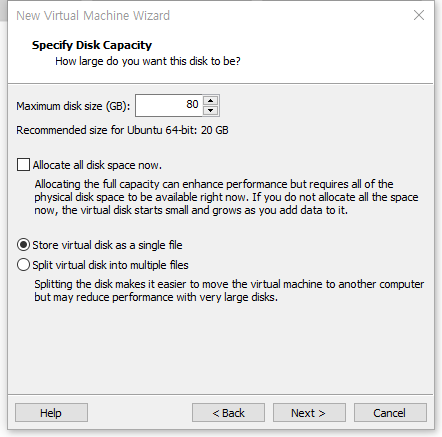 New Virtual Machine Wizard
Specify Disk Capacity
How large do you want this disk to be?
Maximum disk size (GB): 80
Recommended size for Ubuntu 64-bit: 20 GB
Allocate all disk space now.
Allocating the full capacity can enhance performance but requires all of the
physical disk space to be available right now. If you do not allocate all the space
now, the virtual disk starts small and grows as you add data to it.
Store virtual disk as a single file
Split virtual disk into multiple files
Splitting the disk makes it easier to move the virtual machine to another computer
but may reduce performance with very large disks.
Help < Back Next > Cancel